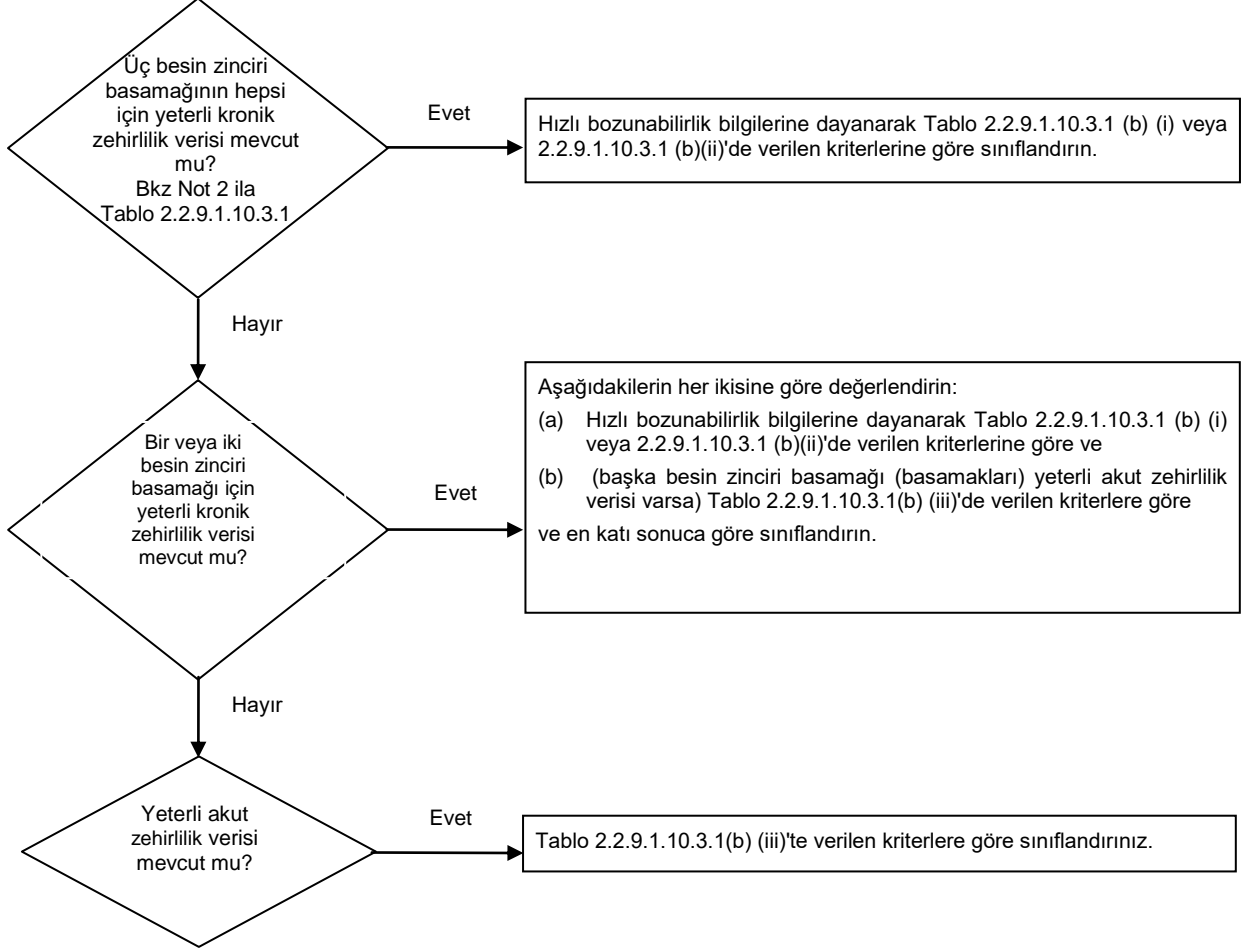 Üç besin zinciri
basamağının hepsi
için yeterli kronik
zehirlilik verisi mevcut
mu?
Bkz Not 2 ila
Tablo 2.2.9.1.10.3.1
Evet
Hızlı bozunabilirlik bilgilerine dayanarak Tablo 2.2.9.1.10.3.1 (b) (i) veya
2.2.9.1.10.3.1 (b)(ii)'de verilen kriterlerine göre sınıflandırın.
Hayır
Bir veya iki
besin zinciri
basamağı için
yeterli kronik
zehirlilik verisi
mevcut mu?
Evet
Aşağıdakilerin her ikisine göre değerlendirin:
(a) Hızlı bozunabilirlik bilgilerine dayanarak Tablo 2.2.9.1.10.3.1 (b) (i)
veya 2.2.9.1.10.3.1 (b)(ii)'de verilen kriterlerine göre ve
(b) (başka besin zinciri basamağı (basamakları) yeterli akut zehirlilik
verisi varsa) Tablo 2.2.9.1.10.3.1(b) (iii)'de verilen kriterlere göre
ve en katı sonuca göre sınıflandırın.
Hayır
Yeterli akut
zehirlilik verisi
mevcut mu?
Evet
Tablo 2.2.9.1.10.3.1(b) (iii)'te verilen kriterlere göre sınıflandırınız.